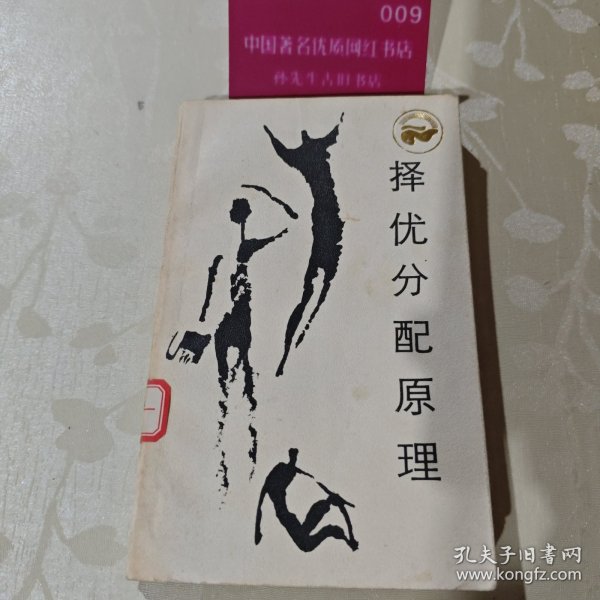 009
中国著名优质网红书店
孙先生古旧书店
择优分配原理
一
孔夫子旧书网
www.kongfz.com